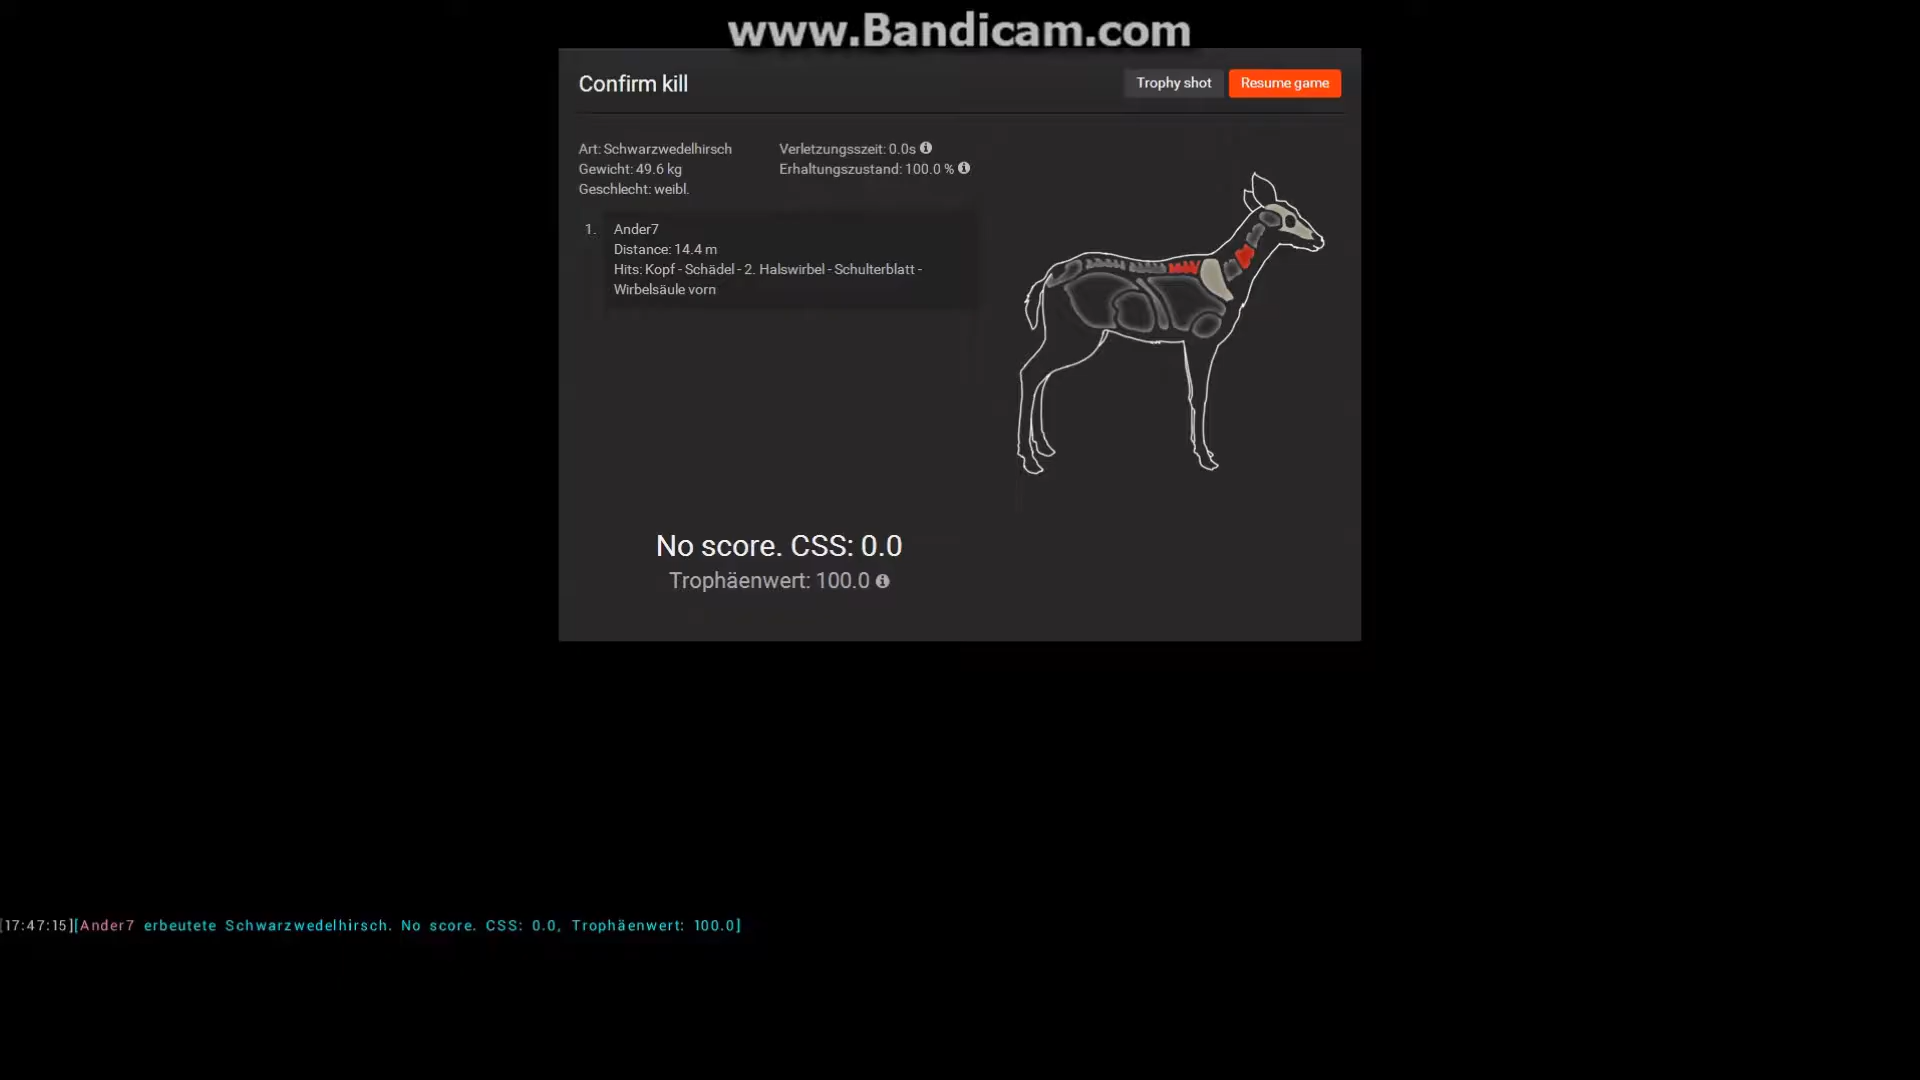 www.Bandicam.com
Confirm kill
Trophy shot
Resume game
Art: Schwarzwedelhirsch
Gewicht: 49.6 kg
Geschlecht: weibl.
Verletzungsszeit: 0.0s
Erhaltungszustand: 100.0 %
1.
Ander7
Distance: 14.4 m
Hits: Kopf - Schädel - 2. Halswirbel - Schulterblatt -
Wirbelsäule vorn
No score. CSS: 0.0
Trophäenwert: 100.0
[17:47:15][Ander7 erbeutete Schwarzwedelhirsch. No score. CSS: 0.0, Trophäenwert: 100.0]